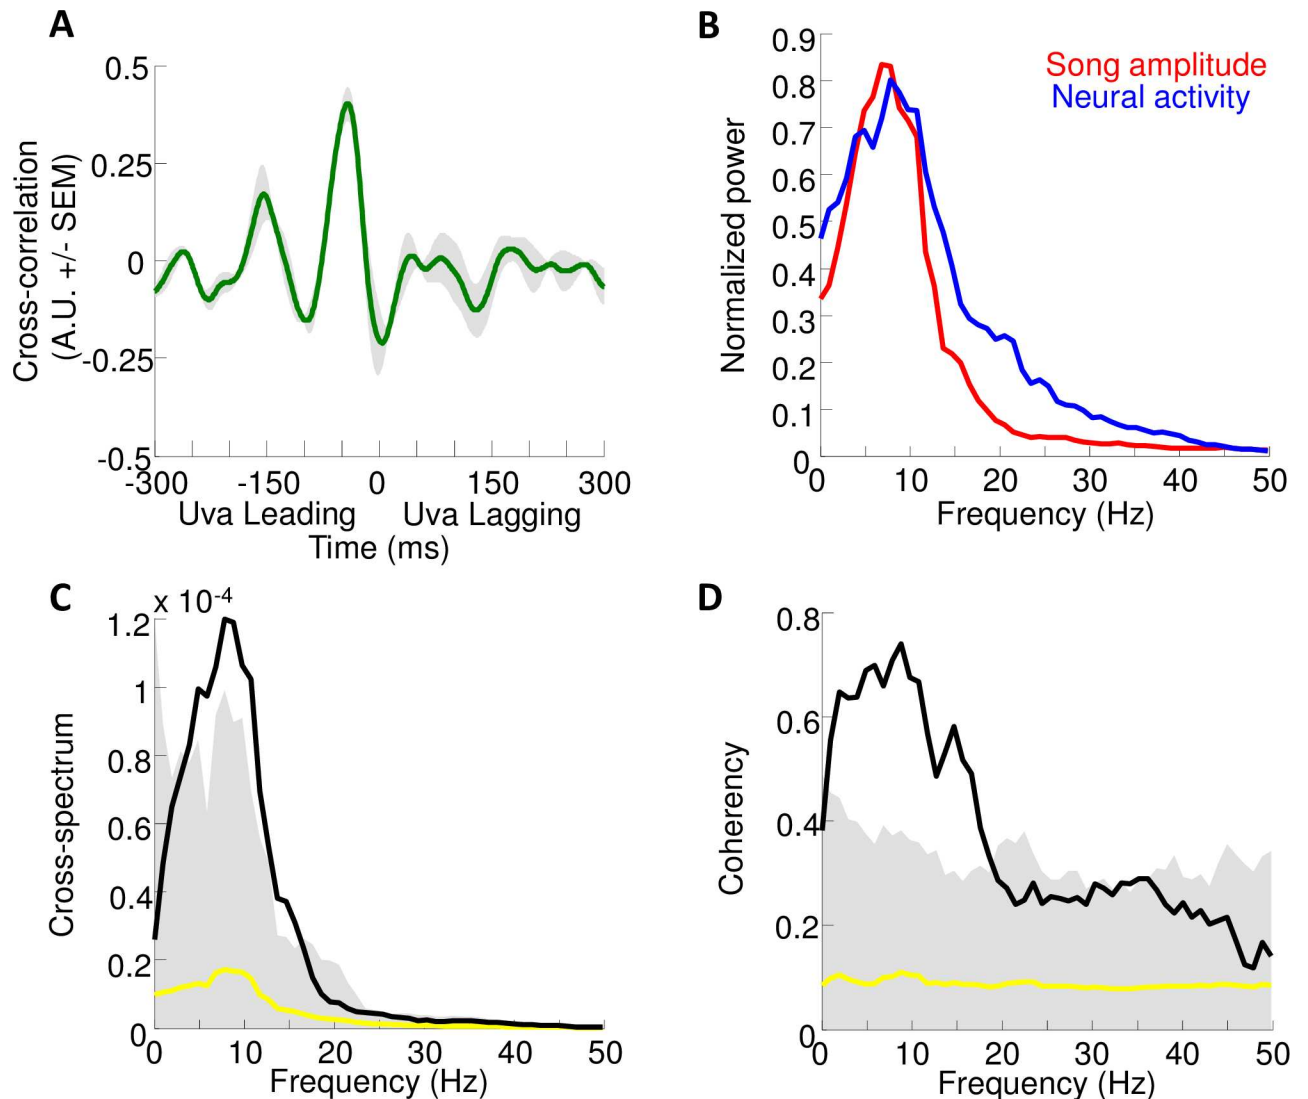 A
Cross-correlation
(A.U. +/- SEM)
0.5
0.25
0
-0.25
-0.5
-300
-150
0
150
300
Uva Leading
Uva Lagging
Time (ms)
B
Song amplitude
Neural activity
Normalized power
0.9
0.8
0.7
0.6
0.5
0.4
0.3
0.2
0.1
0
0
10
20
30
40
50
Frequency (Hz)
C
x 10-4
Cross-spectrum
1.2
1
0.8
0.6
0.4
0.2
0
0
10
20
30
40
50
Frequency (Hz)
D
Coherency
0.8
0.6
0.4
0.2
0
0
10
20
30
40
50
Frequency (Hz)